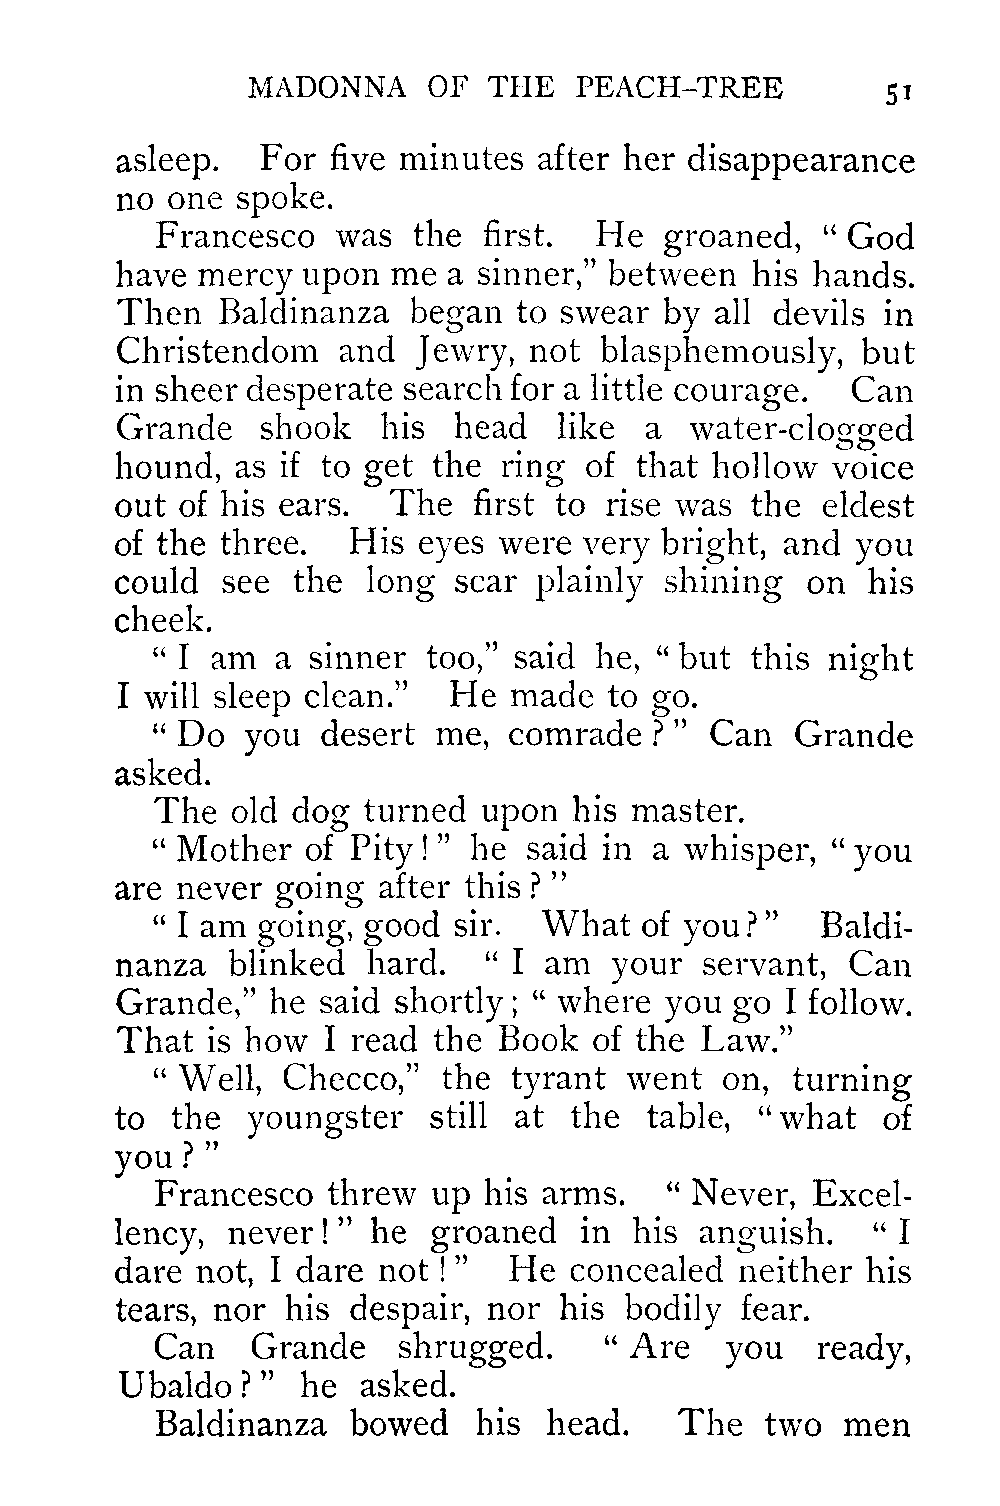 MADONNA OF THE PEACH-TREE 51
asleep. For five minutes after her disappearance
no one spoke.
Francesco was the first. He groaned, “ God
have mercy upon me a sinner,” between his hands.
Then Baldinanza began to swear by all devils in
Christendom and Jewry, not blasphemously, but
in sheer desperate search for a little courage. Can
Grande shook his head like a water-clogged
hound, as if to get the ring of that hollow voice
out of his ears. The first to rise was the eldest
of the three. His eyes were very bright, and you
could see the long scar plainly shining on his
cheek.
“ I am a sinner too,” said he, “ but this night
I will sleep clean.” He made to go.
“ Do you desert me, comrade ? ” Can Grande
asked.
The old dog turned upon his master.
“ Mother of Pity ! ” he said in a whisper, “ you
are never going after this ? ”
“ I am going, good sir. What of you ? ” Baldi-
nanza blinked hard. “ I am your servant, Can
Grande,” he said shortly ; “ where you go I follow.
That is how I read the Book of the Law.”
“ Well, Checco,” the tyrant went on, turning
to the youngster still at the table, “ what of
you ? ”
Francesco threw up his arms. “ Never, Excel-
lency, never ! ” he groaned in his anguish. “ I
dare not, I dare not ! ” He concealed neither his
tears, nor his despair, nor his bodily fear.
Can Grande shrugged. “ Are you ready,
Ubaldo ? ” he asked.
Baldinanza bowed his head. The two men